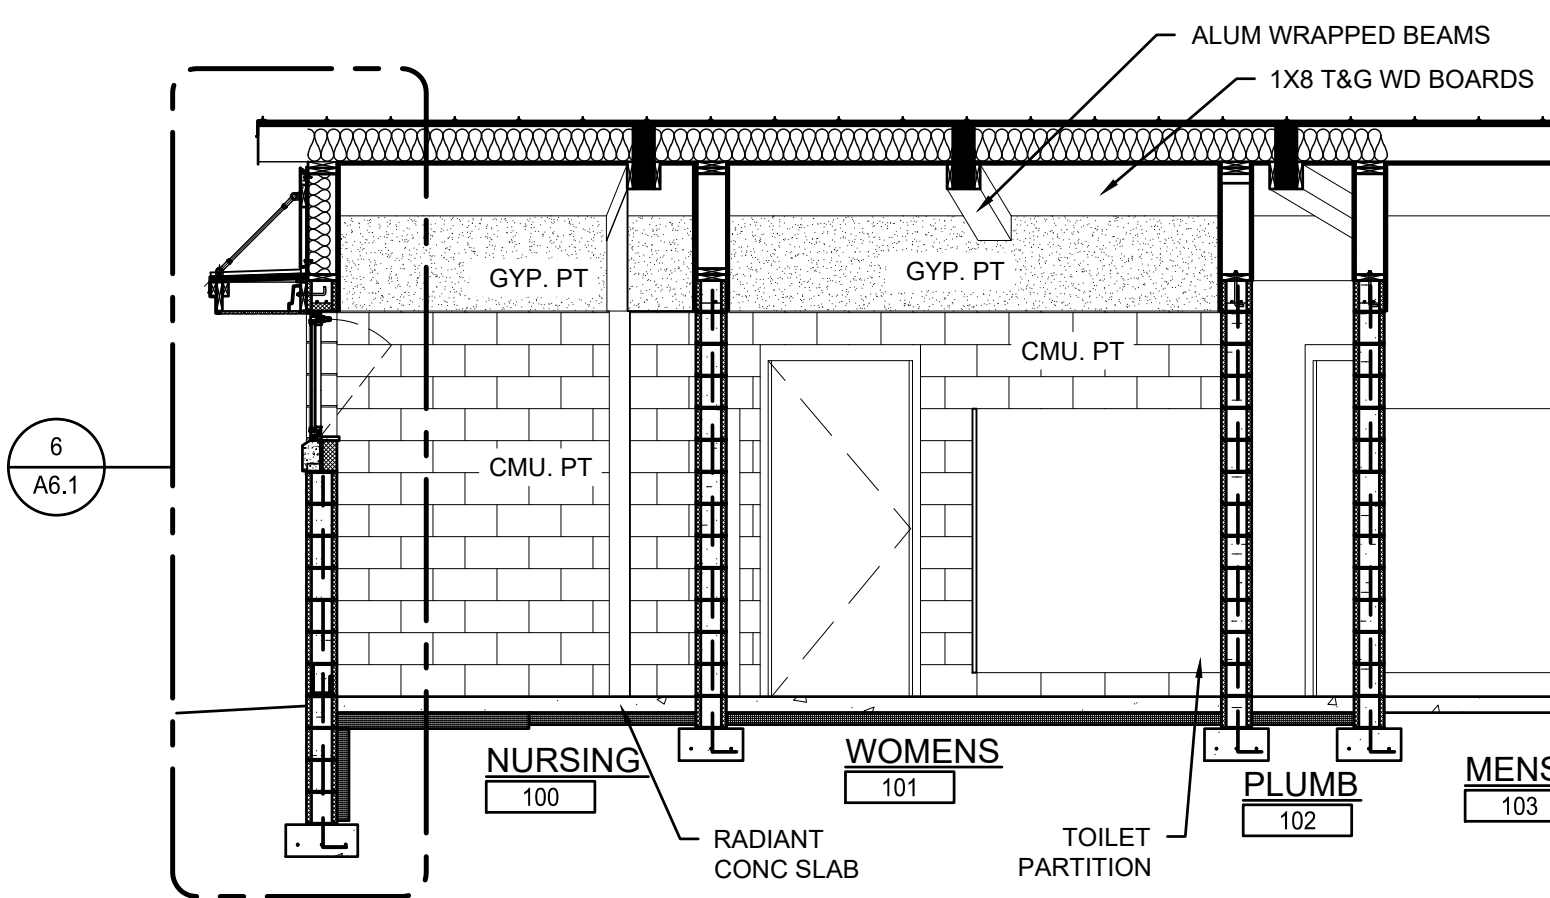 ALUM WRAPPED BEAMS
1X8 T&G WD BOARDS
GYP. PT
GYP. PT
CMU. PT
6
A6.1
CMU. PT
NURSING
100
WOMENS
101
PLUMB
102
MENS
103
RADIANT
CONC SLAB
TOILET
PARTITION